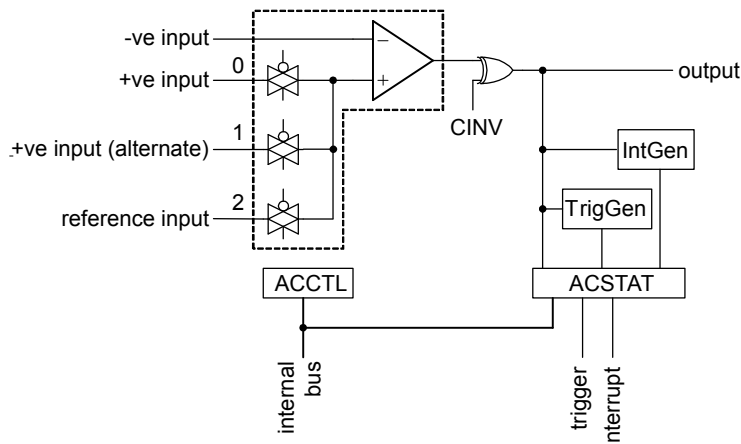 -ve input
+ve input
0
+ve input (alternate)
1
reference input
2
CINV
output
IntGen
TrigGen
ACCTL
ACSTAT
internal
bus
trigger
nterrupt